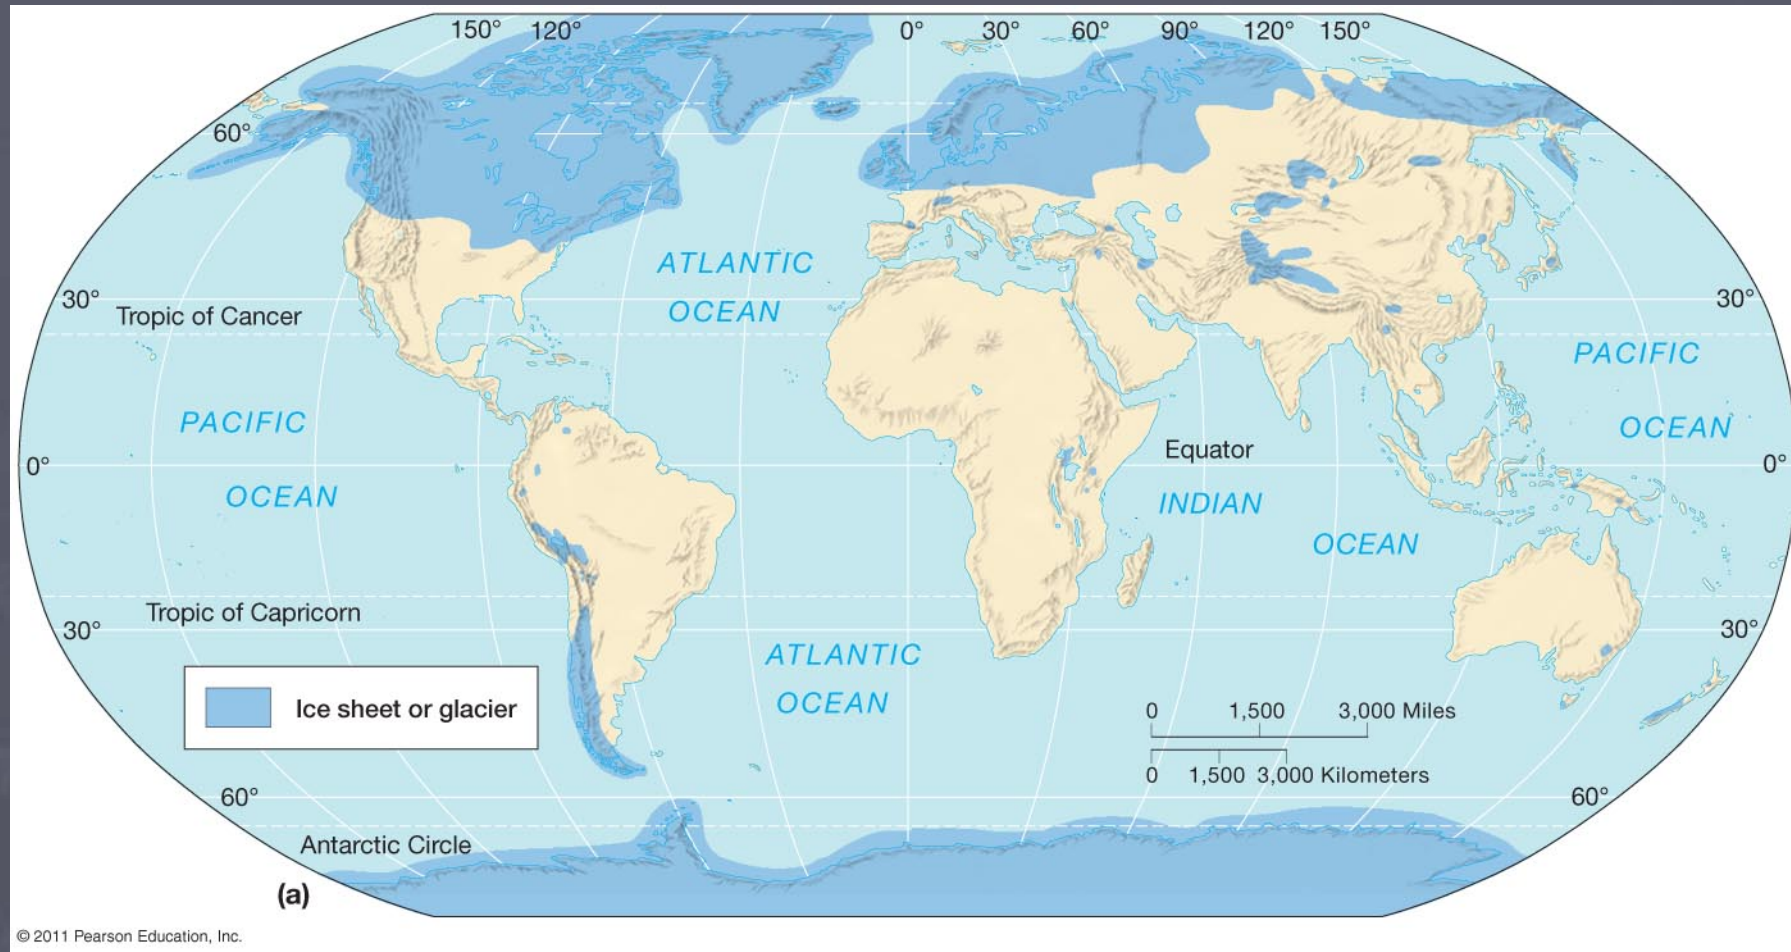 150° 120° 0° 30° 60° 90° 120° 150°
60°
ATLANTIC
OCEAN
30° 30°
Tropic of Cancer
PACIFIC
OCEAN
PACIFIC
OCEAN
Equator
0° 0°
INDIAN
OCEAN
Tropic of Capricorn
30° 30°
ATLANTIC
OCEAN
Ice sheet or glacier
0 1,500 3,000 Miles
0 1,500 3,000 Kilometers
60° 60°
Antarctic Circle
(a)
© 2011 Pearson Education, Inc.